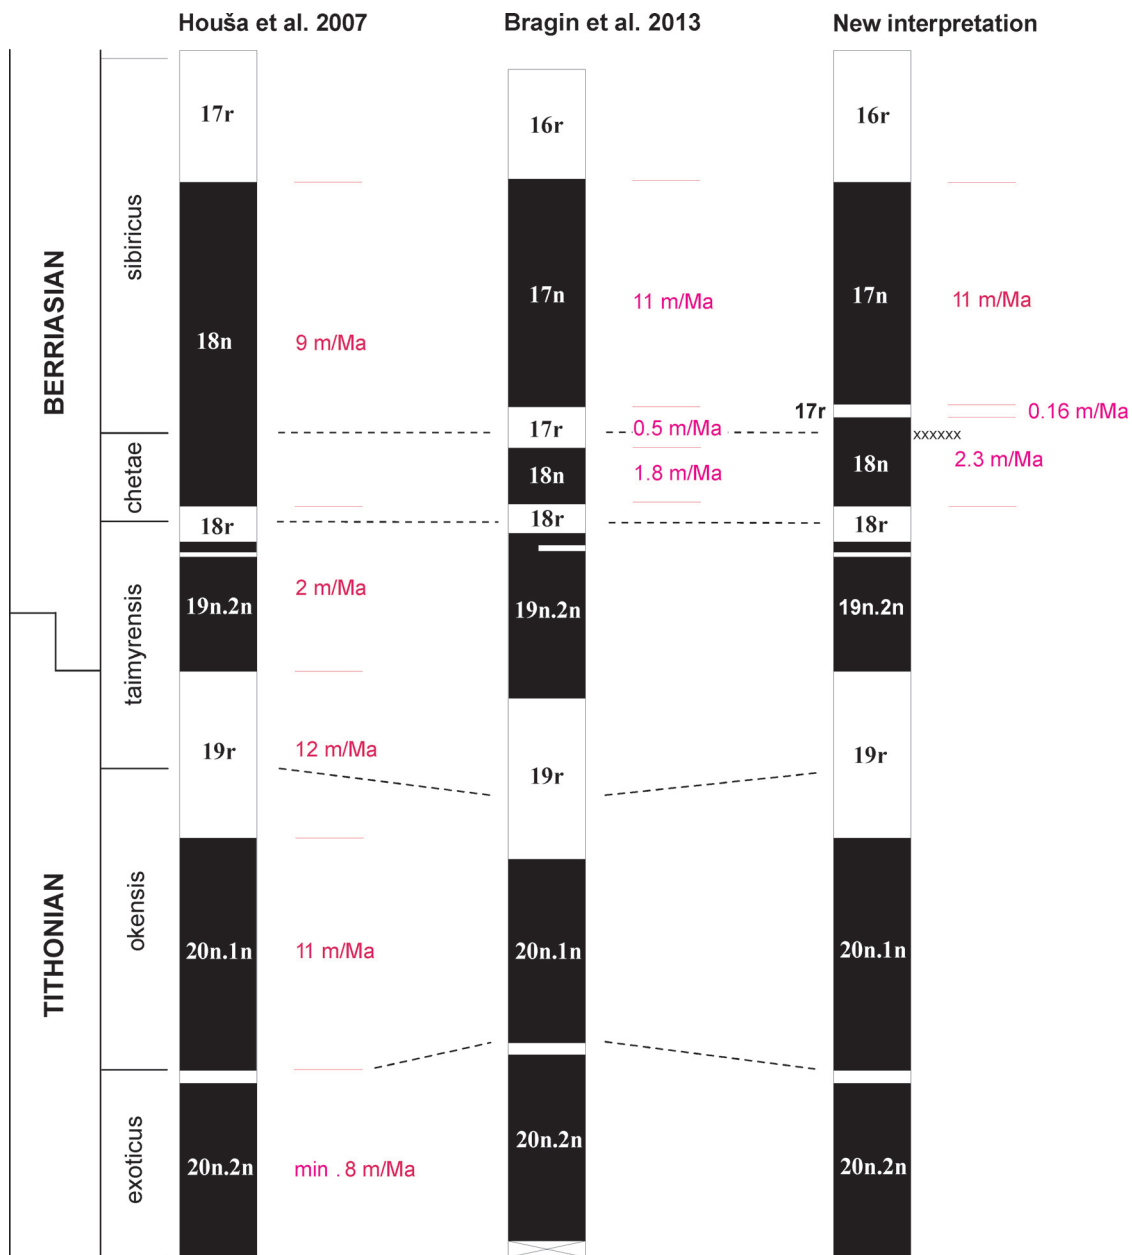 Houša et al. 2007
Bragin et al. 2013
New interpretation
BERRIASIAN
TITHONIAN
sibiricus
chetae
taimyrensis
okensis
exoticus
17r
18n
9 m/Ma
18r
19n.2n
2 m/Ma
19r
12 m/Ma
20n.1n
11 m/Ma
20n.2n
min . 8 m/Ma
16r
17n
11 m/Ma
17r
0.5 m/Ma
18n
1.8 m/Ma
18r
19n.2n
19r
20n.1n
20n.2n
16r
17n
11 m/Ma
17r
0.16 m/Ma
xxxxxx
18n
2.3 m/Ma
18r
19n.2n
19r
20n.1n
20n.2n